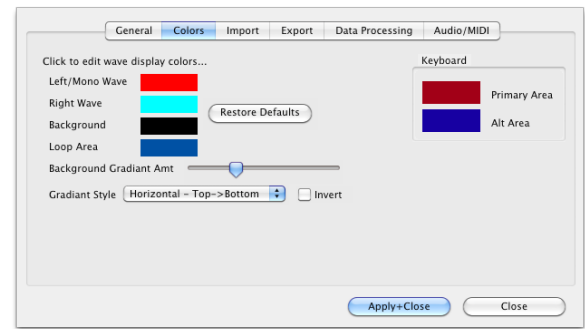 General Colors Import Export Data Processing Audio/MIDI
Click to edit wave display colors...
Left/Mono Wave
Right Wave
Background
Loop Area
Restore Defaults
Background Gradiant Amt
Gradiant Style Horizontal - Top->Bottom Invert
Keyboard
Primary Area
Alt Area
Apply+Close Close